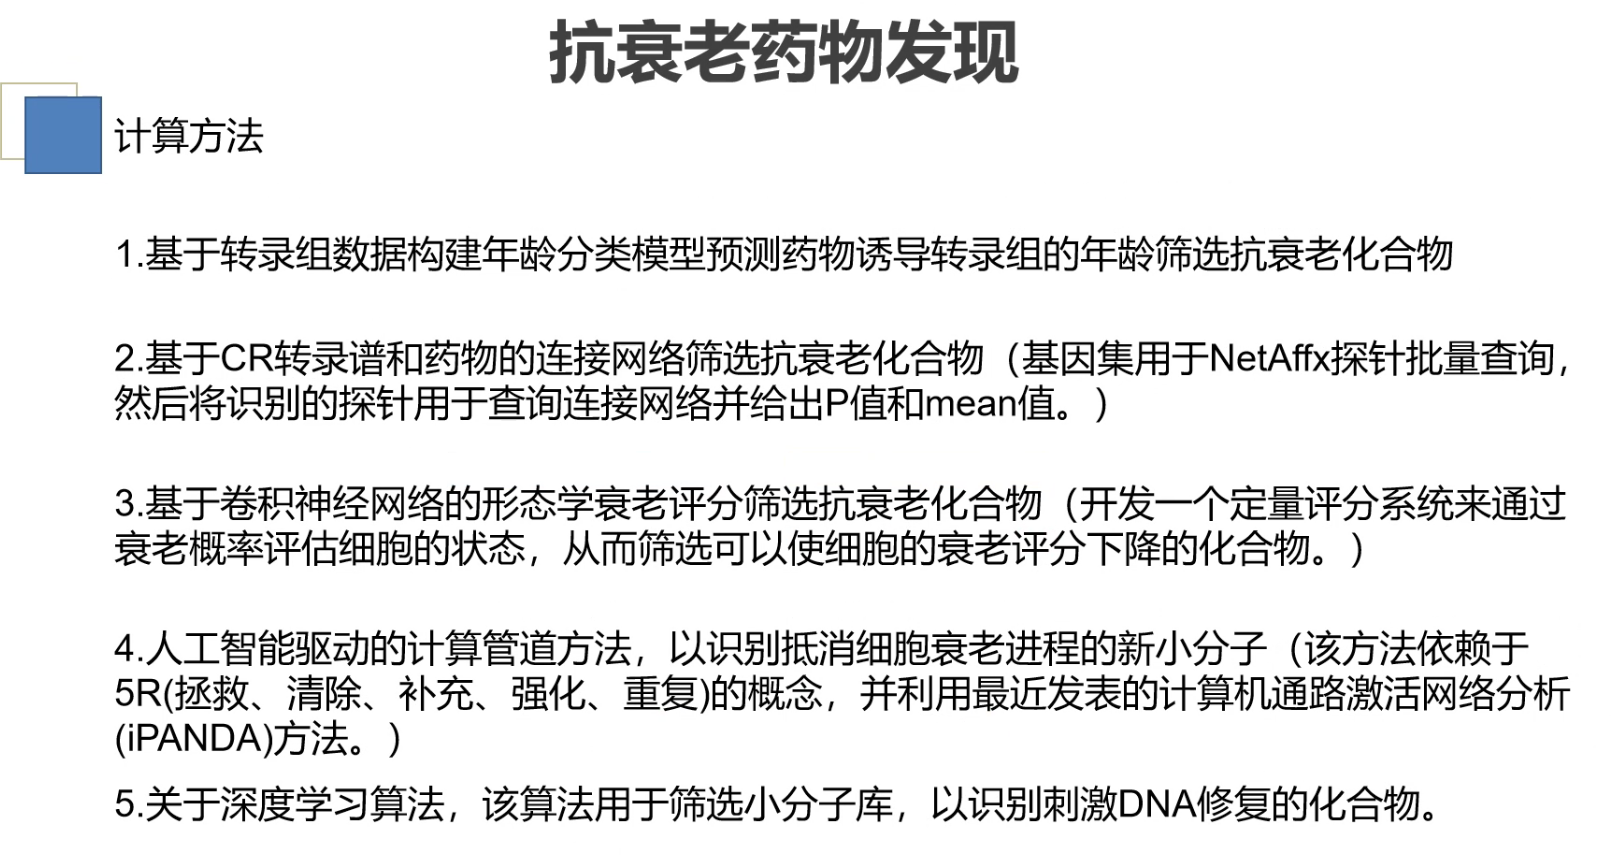 抗衰老药物发现
计算方法
1.基于转录组数据构建年龄分类模型预测药物诱导转录组的年龄筛选抗衰老化合物
2.基于CR转录谱和药物的连接网络筛选抗衰老化合物（基因集用于NetAffx探针批量查询，
然后将识别的探针用于查询连接网络并给出P值和mean值。）
3.基于卷积神经网络的形态学衰老评分筛选抗衰老化合物（开发一个定量评分系统来通过
衰老概率评估细胞的状态，从而筛选可以使细胞的衰老评分下降的化合物。）
4.人工智能驱动的计算管道方法，以识别抵消细胞衰老进程的新小分子（该方法依赖于
5R(拯救、清除、补充、强化、重复)的概念，并利用最近发表的计算机通路激活网络分析
(iPANDA)方法。）
5.关于深度学习算法，该算法用于筛选小分子库，以识别刺激DNA修复的化合物。